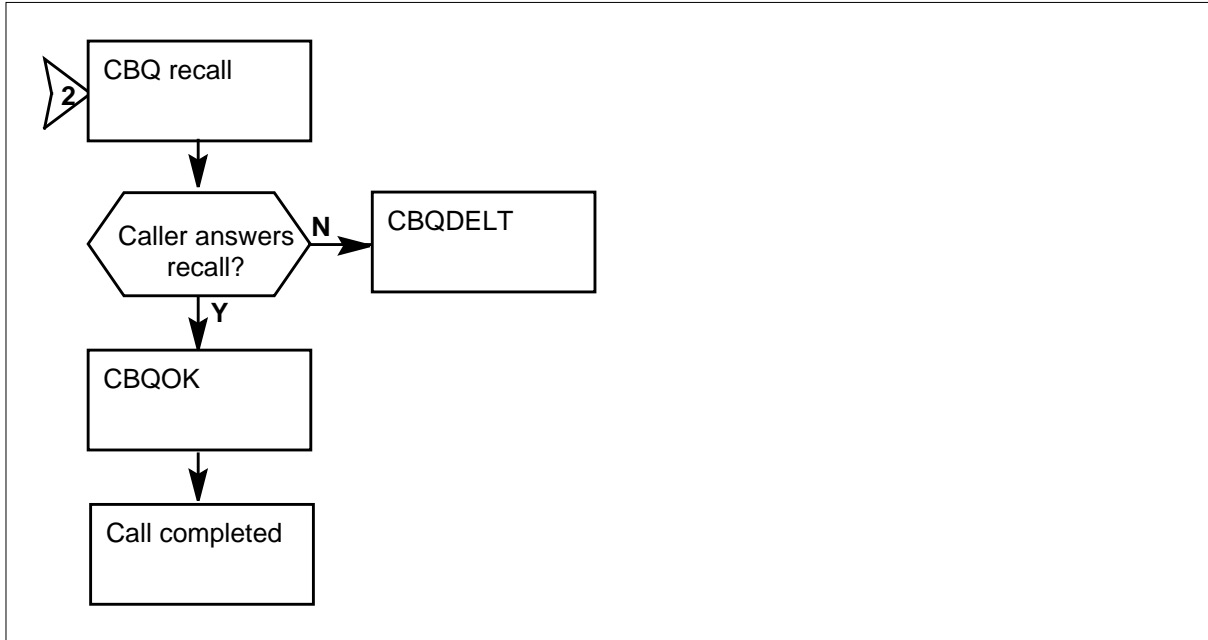 2
CBQ recall
Caller answers
recall?
N
CBQDELT
Y
CBQOK
Call completed